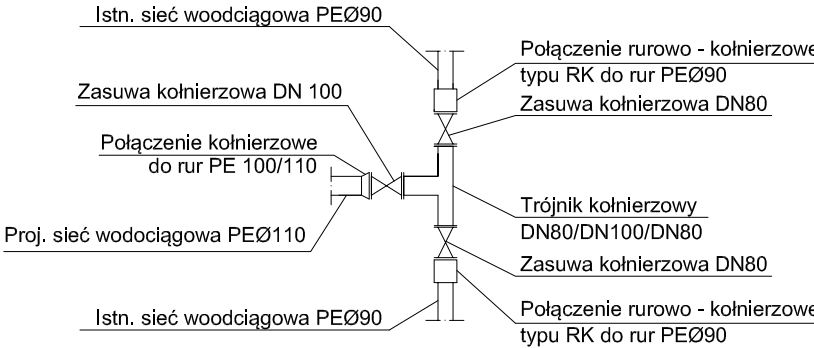 Istn. sieć woodciągowa PEØ90
Połączenie rurowo - kołnierzowe
typu RK do rur PEØ90
Zasuwa kołnierzowa DN 100
Zasuwa kołnierzowa DN80
Połączenie kołnierzowe
do rur PE 100/110
Trójnik kołnierzowy
DN80/DN100/DN80
Proj. sieć wodociągowa PEØ110
Zasuwa kołnierzowa DN80
Istn. sieć woodciągowa PEØ90
Połączenie rurowo - kołnierzowe
typu RK do rur PEØ90